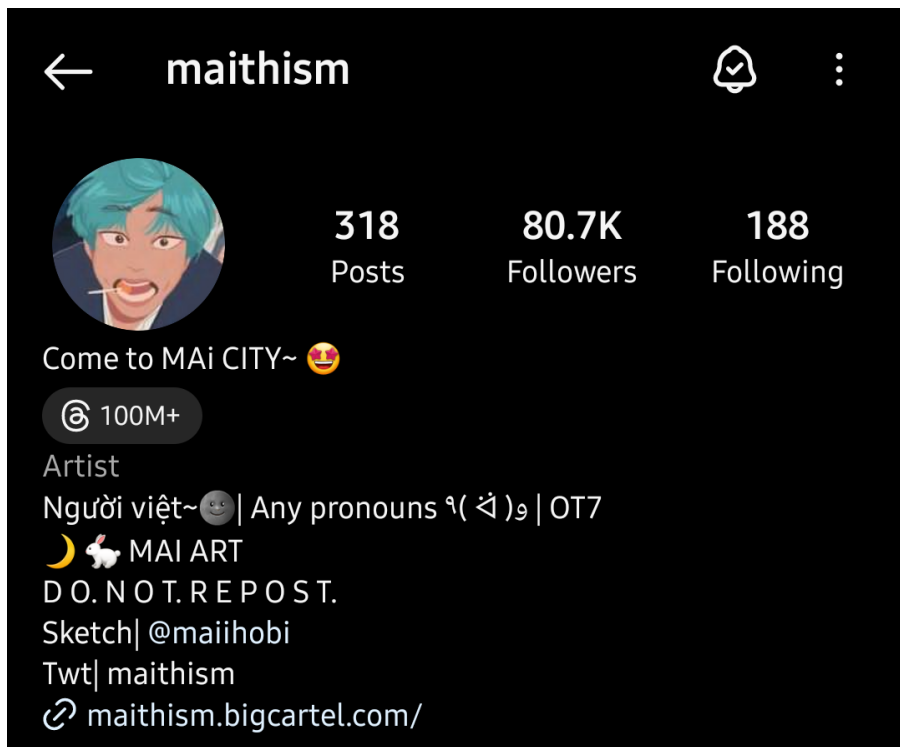 maithism
318 80.7K 188
Posts Followers Following
Come to MAi CITY~ 🤩
100M+
Artist
Người việt~🌚| Any pronouns ٩( ᐛ )و | OT7
🌙🐇 MAI ART
D O. N O T. R E P O S T.
Sketch| @maiihobi
Twt| maithism
maithism.bigcartel.com/